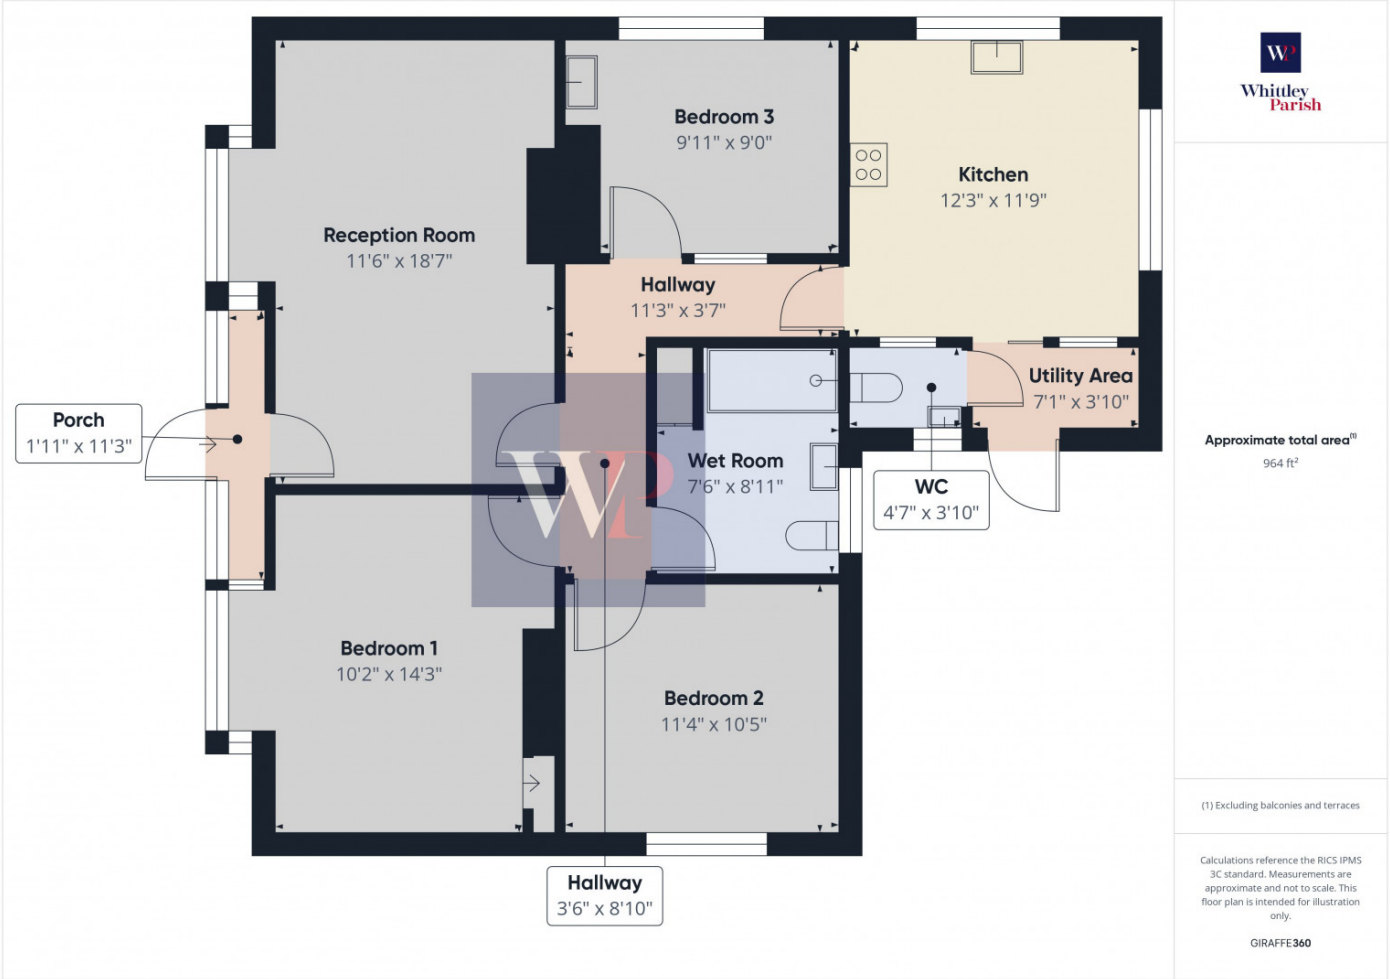 Bedroom 3
9'11" x 9'0"
Kitchen
12'3" x 11'9"
Reception Room
11'6" x 18'7"
Hallway
11'3" x 3'7"
Utility Area
7'1" x 3'10"
Porch
1'11" x 11'3"
Wet Room
7'6" x 8'11"
WC
4'7" x 3'10"
WP
Bedroom 1
10'2" x 14'3"
Bedroom 2
11'4" x 10'5"
Hallway
3'6" x 8'10"
WP
Whittley
Parish
Approximate total area(1)
964 ft²
(1) Excluding balconies and terraces
Calculations reference the RICS IPMS
3C standard. Measurements are
approximate and not to scale. This
floor plan is intended for illustration
only.
GIRAFFE360